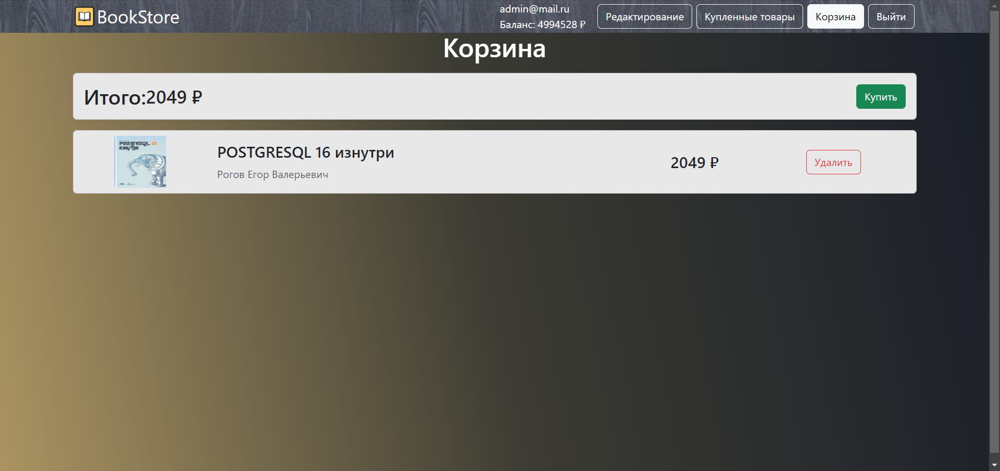 BookStore
admin@mail.ru
Баланс: 4994528 ₽
Редактирование
Купленные товары
Корзина
Выйти
Корзина
Итого:2049 ₽
Купить
PostgreSQL 16
изнутри
POSTGRESQL 16 изнутри
Рогов Егор Валерьевич
2049 ₽
Удалить